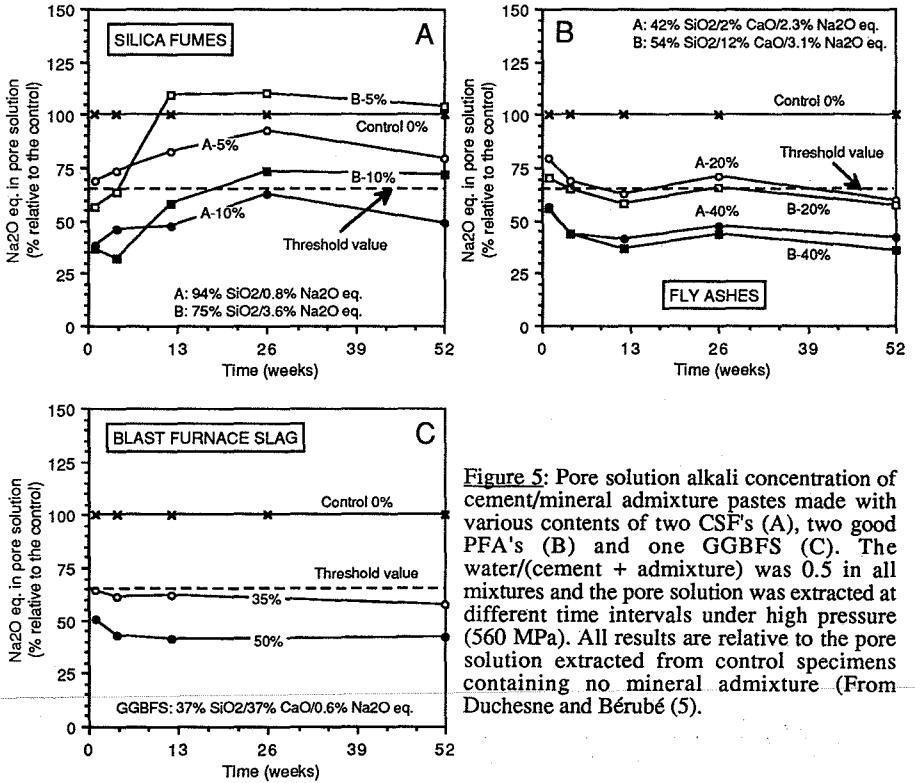 150
125
100
75
50
25
0
Na2O eq. in pore solution
(% relative to the control)
SILICA FUMES
A
B-5%
Control 0%
A-5%
B-10%
A-10%
Threshold value
A: 94% SiO2/0.8% Na2O eq.
B: 75% SiO2/3.6% Na2O eq.
0 13 26 39 52
Time (weeks)
150
125
100
75
50
25
0
Na2O eq. in pore solution
(% relative to the control)
B
A: 42% SiO2/2% CaO/2.3% Na2O eq.
B: 54% SiO2/12% CaO/3.1% Na2O eq.
Control 0%
Threshold value
A-20%
A-40%
B-20%
B-40%
FLY ASHES
0 13 26 39 52
Time (weeks)
150
125
100
75
50
25
0
Na2O eq. in pore solution
(% relative to the control)
BLAST FURNACE SLAG
C
Control 0%
Threshold value
35%
50%
GGBFS: 37% SiO2/37% CaO/0.6% Na2O eq.
0 13 26 39 52
Time (weeks)
Figure 5: Pore solution alkali concentration of
cement/mineral admixture pastes made with
various contents of two CSF's (A), two good
PFA's (B) and one GGBFS (C). The
water/(cement + admixture) was 0.5 in all
mixtures and the pore solution was extracted at
different time intervals under high pressure
(560 MPa). All results are relative to the pore
solution extracted from control specimens
containing no mineral admixture (From
Duchesne and Bérubé (5).